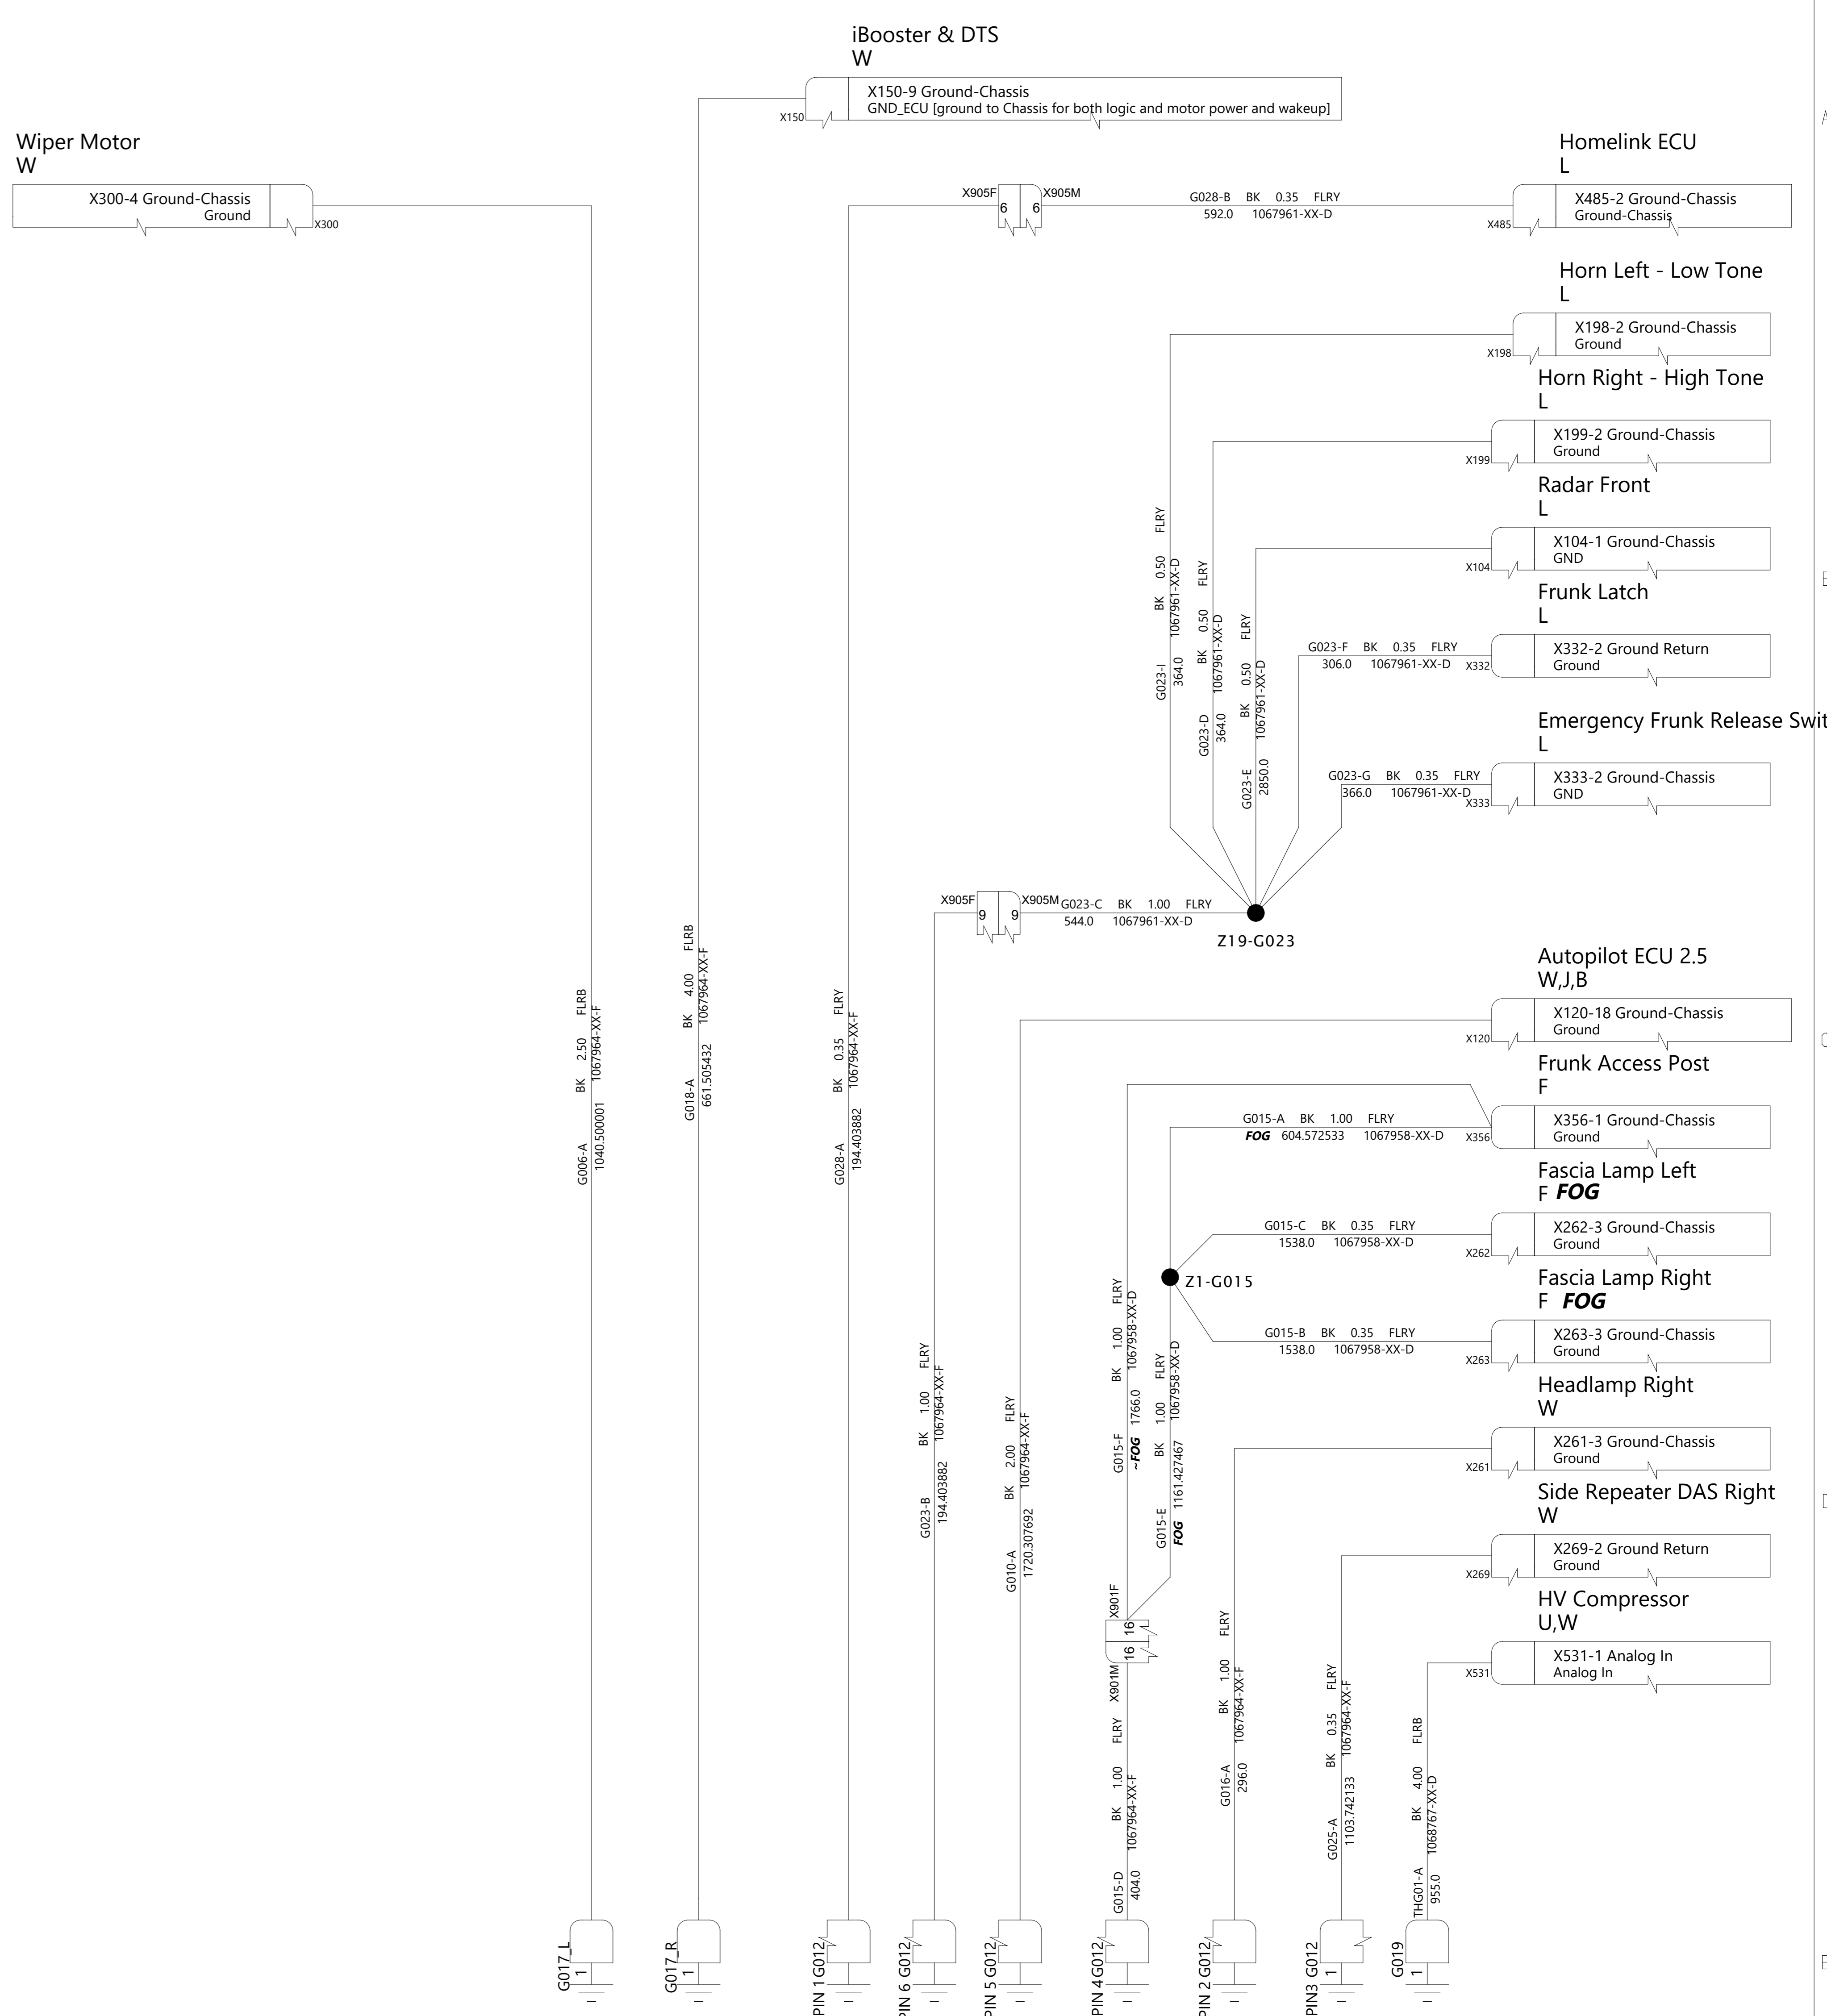 iBooster & DTS
W
X150-9 Ground-Chassis
GND_ECU [ground to Chassis for both logic and motor power and wakeup]
X150
Wiper Motor
W
X300-4 Ground-Chassis
Ground
X300
Homelink ECU
L
X905F
6
6
X905M
G028-B BK 0.35 FLRY
592.0 1067961-XX-D
X485-2 Ground-Chassis
Ground-Chassis
X485
Horn Left - Low Tone
L
X198-2 Ground-Chassis
Ground
X198
Horn Right - High Tone
L
X199-2 Ground-Chassis
Ground
X199
Radar Front
L
X104-1 Ground-Chassis
GND
X104
Frunk Latch
L
G023-F BK 0.35 FLRY
306.0 1067961-XX-D
X332-2 Ground Return
Ground
X332
Emergency Frunk Release Swit
L
G023-G BK 0.35 FLRY
366.0 1067961-XX-D
X333-2 Ground-Chassis
GND
X333
G023-I BK 0.50 FLRY
364.0 1067961-XX-D
G023-D BK 0.50 FLRY
364.0 1067961-XX-D
G023-E BK 0.50 FLRY
2850.0 1067961-XX-D
X905F
9
9
X905M
G023-C BK 1.00 FLRY
544.0 1067961-XX-D
Z19-G023
Autopilot ECU 2.5
W,J,B
X120-18 Ground-Chassis
Ground
X120
Frunk Access Post
F
G015-A BK 1.00 FLRY
FOG 604.572533 1067958-XX-D
X356-1 Ground-Chassis
Ground
X356
Fascia Lamp Left
F FOG
G015-C BK 0.35 FLRY
1538.0 1067958-XX-D
X262-3 Ground-Chassis
Ground
X262
Z1-G015
Fascia Lamp Right
F FOG
G015-B BK 0.35 FLRY
1538.0 1067958-XX-D
X263-3 Ground-Chassis
Ground
X263
Headlamp Right
W
X261-3 Ground-Chassis
Ground
X261
Side Repeater DAS Right
W
X269-2 Ground Return
Ground
X269
HV Compressor
U,W
X531-1 Analog In
Analog In
X531
G006-A BK 2.50 FLRB
1040.500001 1067964-XX-F
G018-A BK 4.00 FLRB
661.505432 1067964-XX-F
G028-A BK 0.35 FLRY
194.403882 1067964-XX-F
G023-B BK 1.00 FLRY
194.403882 1067964-XX-F
G010-A BK 2.00 FLRY
1720.307692 1067964-XX-F
G015-F BK 1.00 FLRY
~FOG 1766.0 1067958-XX-D
G015-E BK 1.00 FLRY
FOG 1161.427467 1067958-XX-D
X901F
16
16
X901M
G015-D BK 1.00 FLRY
404.0 1067964-XX-F
G016-A BK 1.00 FLRY
296.0 1067964-XX-F
G025-A BK 0.35 FLRY
1103.742133 1067964-XX-F
THG01-A BK 4.00 FLRB
955.0 1068767-XX-D
G017_L
1
G017_R
1
PIN 1 G012
PIN 6 G012
PIN 5 G012
PIN 4 G012
PIN 2 G012
PIN3 G012
1
G019
1